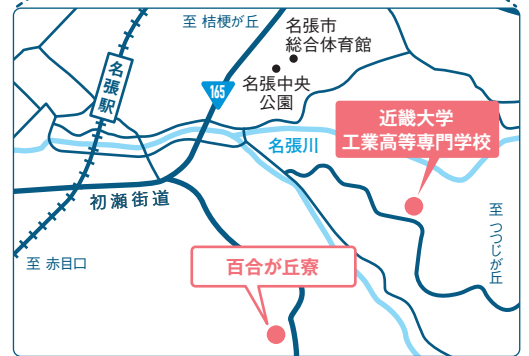 至 桔梗が丘
名張市
総合体育館
名張駅
165
名張中央
公園
近畿大学
工業高等専門学校
名張川
初瀬街道
至 つつじが丘
至 赤目口
百合が丘寮